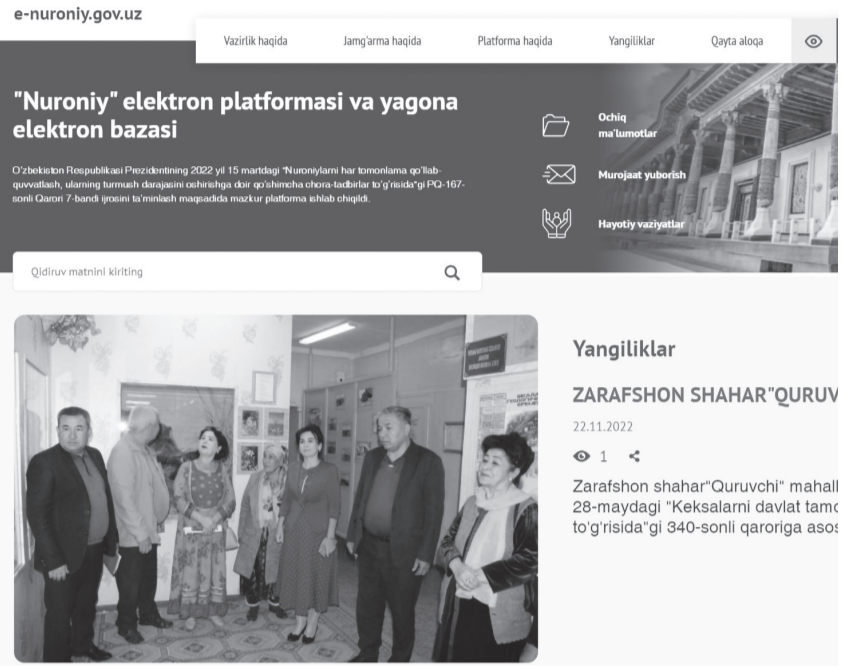 e-nuroniy.gov.uz
Vazirlik haqida Jamg'arma haqida Platforma haqida Yangiliklar Qayta aloqa
"Nuroniy" elektron platformasi va yagona
elektron bazasi
O'zbekiston Respublikasi Prezidentining 2022 yil 15 martdagi "Nuroniylarni har tomonlama qo'llab-
quvvatlash, ularning turmush darajasini oshirishga doir qo'shimcha chora-tadbirlar to'g'risida"gi PQ-167-
sonli Qarori 7-bandi ijrosini ta'minlash maqsadida mazkur platforma ishlab chiqildi.
Ochiq
ma'lumotlar
Murojaat yuborish
Hayotiy vaziyatlar
Qidiruv matnini kiriting
Yangiliklar
ZARAFSHON SHAHAR"QURUV
22.11.2022
1
Zarafshon shahar"Quruvchi" mahall
28-maydagi "Keksalarni davlat tamo
to'g'risida"gi 340-sonli qaroriga asos